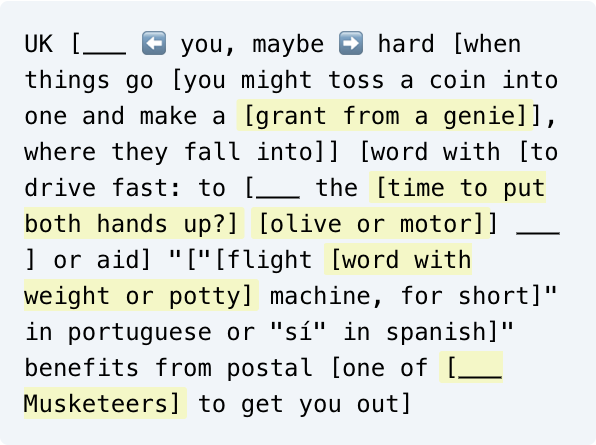 UK [___ ⬅️ you, maybe ➡️ hard [when
things go [you might toss a coin into
one and make a [grant from a genie]],
where they fall into]] [word with [to
drive fast: to [___ the [time to put
both hands up?] [olive or motor]] ___
] or aid] "["[flight [word with
weight or potty] machine, for short]"
in portuguese or "sí" in spanish]"
benefits from postal [one of [___
Musketeers] to get you out]